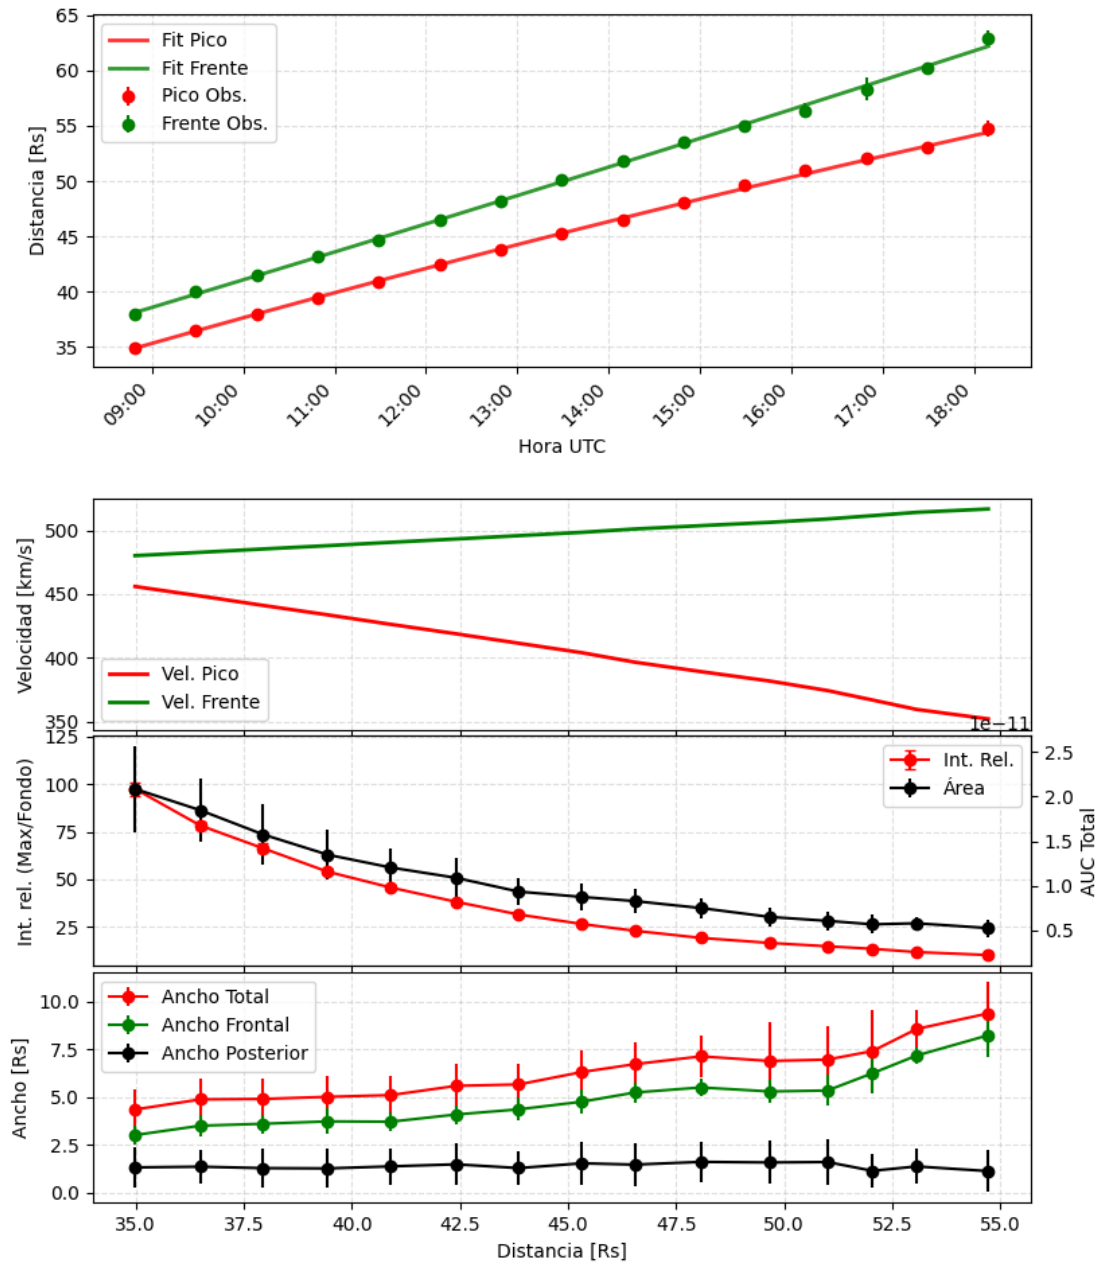 65
60
55
50
45
40
35
Distancia [Rs]
Fit Pico
Fit Frente
Pico Obs.
Frente Obs.
09:00
10:00
11:00
12:00
13:00
14:00
15:00
16:00
17:00
18:00
Hora UTC
500
450
400
350
Velocidad [km/s]
Vel. Pico
Vel. Frente
1e−11
125
100
75
50
25
Int. rel. (Max/Fondo)
Int. Rel.
Área
2.5
2.0
1.5
1.0
0.5
AUC Total
10.0
7.5
5.0
2.5
0.0
Ancho [Rs]
Ancho Total
Ancho Frontal
Ancho Posterior
35.0
37.5
40.0
42.5
45.0
47.5
50.0
52.5
55.0
Distancia [Rs]